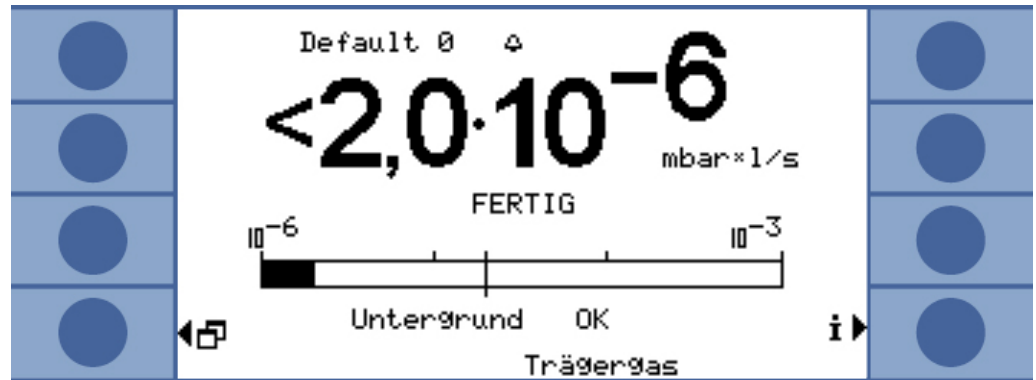 Default 0
<2,0·10⁻⁶
mbar×l/s
FERTIG
10⁻⁶ 10⁻³
Untergrund OK
i
Trägergas